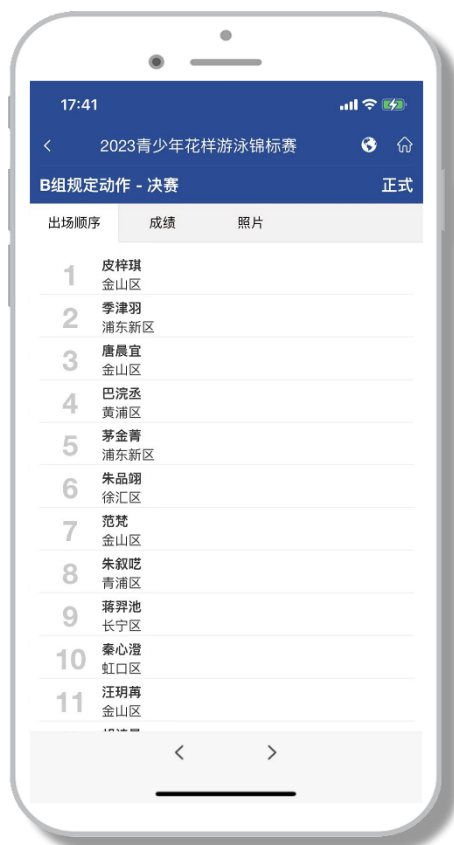 17:41
2023青少年花样游泳锦标赛
B组规定动作 - 决赛 正式
出场顺序 成绩 照片
1 皮梓琪
金山区
2 季津羽
浦东新区
3 唐晨宜
金山区
4 巴浣丞
黄浦区
5 茅金菁
浦东新区
6 朱品翊
徐汇区
7 范梵
金山区
8 朱叙呓
青浦区
9 蒋羿池
长宁区
10 秦心澄
虹口区
11 汪玥苒
金山区